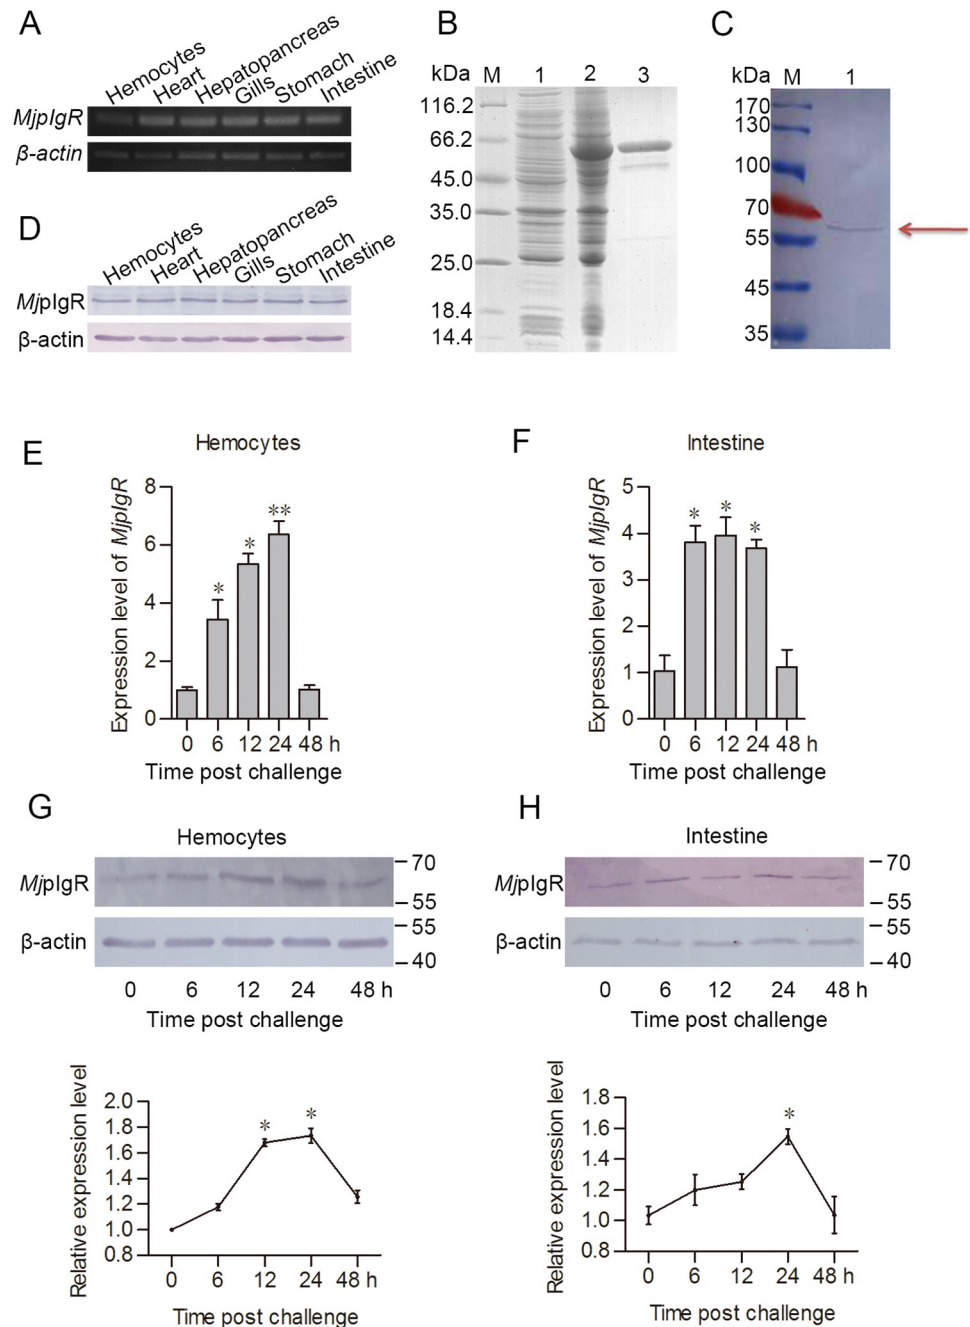 A
Hemocytes
Heart
Hepatopancreas
Gills
Stomach
Intestine
MjpIgR
β-actin
B
kDa M 1 2 3
116.2
66.2
45.0
35.0
25.0
18.4
14.4
C
kDa M 1
170
130
100
70
55
45
35
D
Hemocytes
Heart
Hepatopancreas
Gills
Stomach
Intestine
MjpIgR
β-actin
E
Hemocytes
Expression level of MjpIgR
8
6
4
2
0
*
*
**
0 6 12 24 48 h
Time post challenge
F
Intestine
Expression level of MjpIgR
5
4
3
2
1
0
*
*
*
0 6 12 24 48 h
Time post challenge
G
Hemocytes
MjpIgR
70
55
β-actin
55
40
0 6 12 24 48 h
Time post challenge
Relative expression level
2.0
1.8
1.6
1.4
1.2
1.0
0.8
*
*
0 6 12 24 48 h
Time post challenge
H
Intestine
MjpIgR
70
55
β-actin
55
40
0 6 12 24 48 h
Time post challenge
Relative expression level
1.8
1.6
1.4
1.2
1.0
0.8
*
0 6 12 24 48 h
Time post challenge